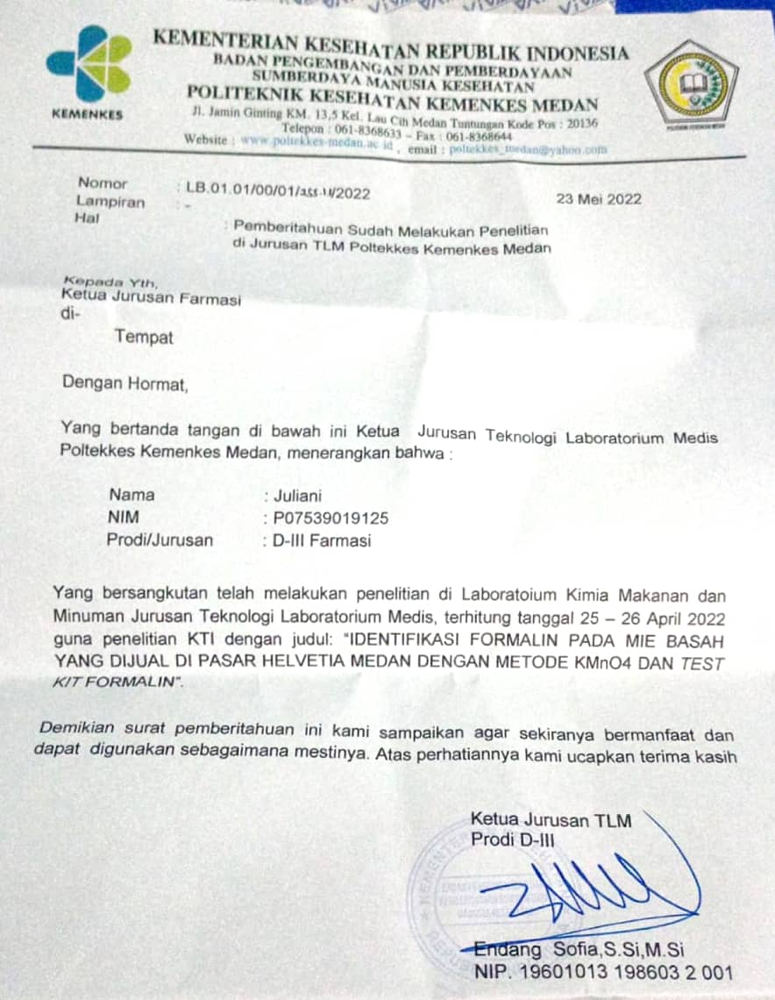 KEMENTERIAN KESEHATAN REPUBLIK INDONESIA
BADAN PENGEMBANGAN DAN PEMBERDAYAAN
SUMBERDAYA MANUSIA KESEHATAN
POLITEKNIK KESEHATAN KEMENKES MEDAN
KEMENKES
Jl. Jamin Ginting KM. 13,5 Kel. Lau Cih Medan Tuntungan Kode Pos : 20136
Telepon : 061-8368633 – Fax : 061-8368644
Website : www.poltekkes-medan.ac.id , email : poltekkes_medan@yahoo.com
Nomor : LB.01.01/00/01/ /2022 23 Mei 2022
Lampiran : -
Hal : Pemberitahuan Sudah Melakukan Penelitian
di Jurusan TLM Poltekkes Kemenkes Medan
Kepada Yth,
Ketua Jurusan Farmasi
di-
Tempat
Dengan Hormat,
Yang bertanda tangan di bawah ini Ketua Jurusan Teknologi Laboratorium Medis
Poltekkes Kemenkes Medan, menerangkan bahwa :
Nama : Juliani
NIM : P07539019125
Prodi/Jurusan : D-III Farmasi
Yang bersangkutan telah melakukan penelitian di Laboratoium Kimia Makanan dan
Minuman Jurusan Teknologi Laboratorium Medis, terhitung tanggal 25 – 26 April 2022
guna penelitian KTI dengan judul: "IDENTIFIKASI FORMALIN PADA MIE BASAH
YANG DIJUAL DI PASAR HELVETIA MEDAN DENGAN METODE KMnO4 DAN TEST
KIT FORMALIN".
Demikian surat pemberitahuan ini kami sampaikan agar sekiranya bermanfaat dan
dapat digunakan sebagaimana mestinya. Atas perhatiannya kami ucapkan terima kasih
Ketua Jurusan TLM
Prodi D-III
Endang Sofia,S.Si,M.Si
NIP. 19601013 198603 2 001